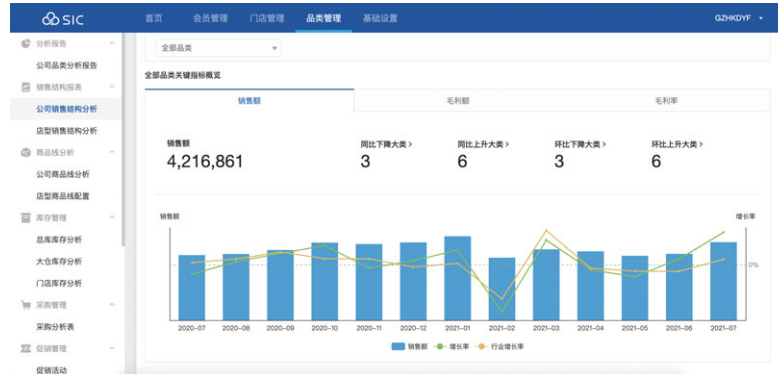 SIC
首页 会员管理 门店管理 品类管理 基础设置 GZHKDYF
分析报告
公司品类分析报告
销售结构报表
公司销售结构分析
店型销售结构分析
商品线分析
公司商品线分析
店型商品线配置
库存管理
总库库存分析
大仓库存分析
门店库存分析
采购管理
采购分析表
促销管理
促销活动
全部品类
全部品类关键指标概览
销售额 毛利额 毛利率
销售额 同比下降大类> 同比上升大类> 环比下降大类> 环比上升大类>
4,216,861 3 6 3 6
销售额 增长率
0%
2020-07 2020-08 2020-09 2020-10 2020-11 2020-12 2021-01 2021-02 2021-03 2021-04 2021-05 2021-06 2021-07
销售额 增长率 行业增长率